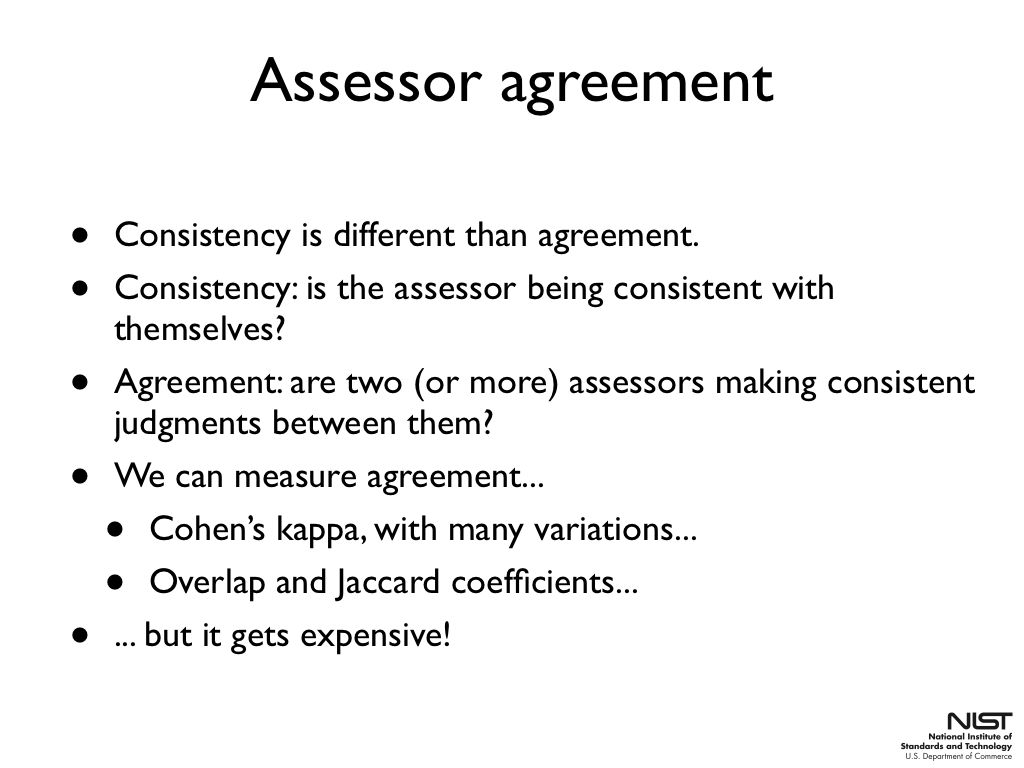 Assessor agreement
• Consistency is different than agreement.
• Consistency: is the assessor being consistent with
themselves?
• Agreement: are two (or more) assessors making consistent
judgments between them?
• We can measure agreement...
• Cohen’s kappa, with many variations...
• Overlap and Jaccard coefficients...
• ... but it gets expensive!
NIST
National Institute of
Standards and Technology
U.S. Department of Commerce